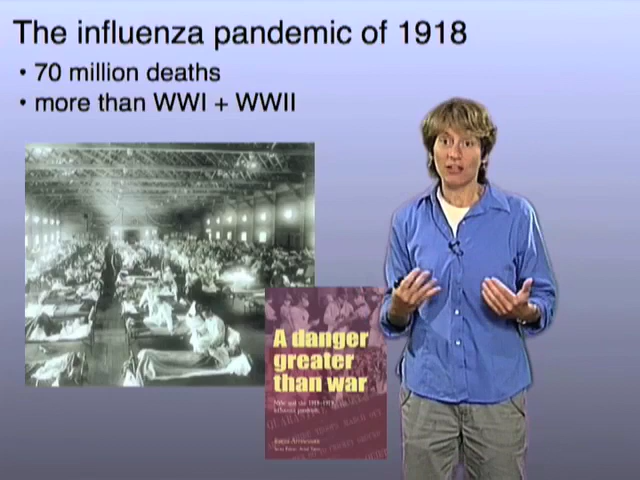 The influenza pandemic of 1918
• 70 million deaths
• more than WWI + WWII
A danger
greater
than war